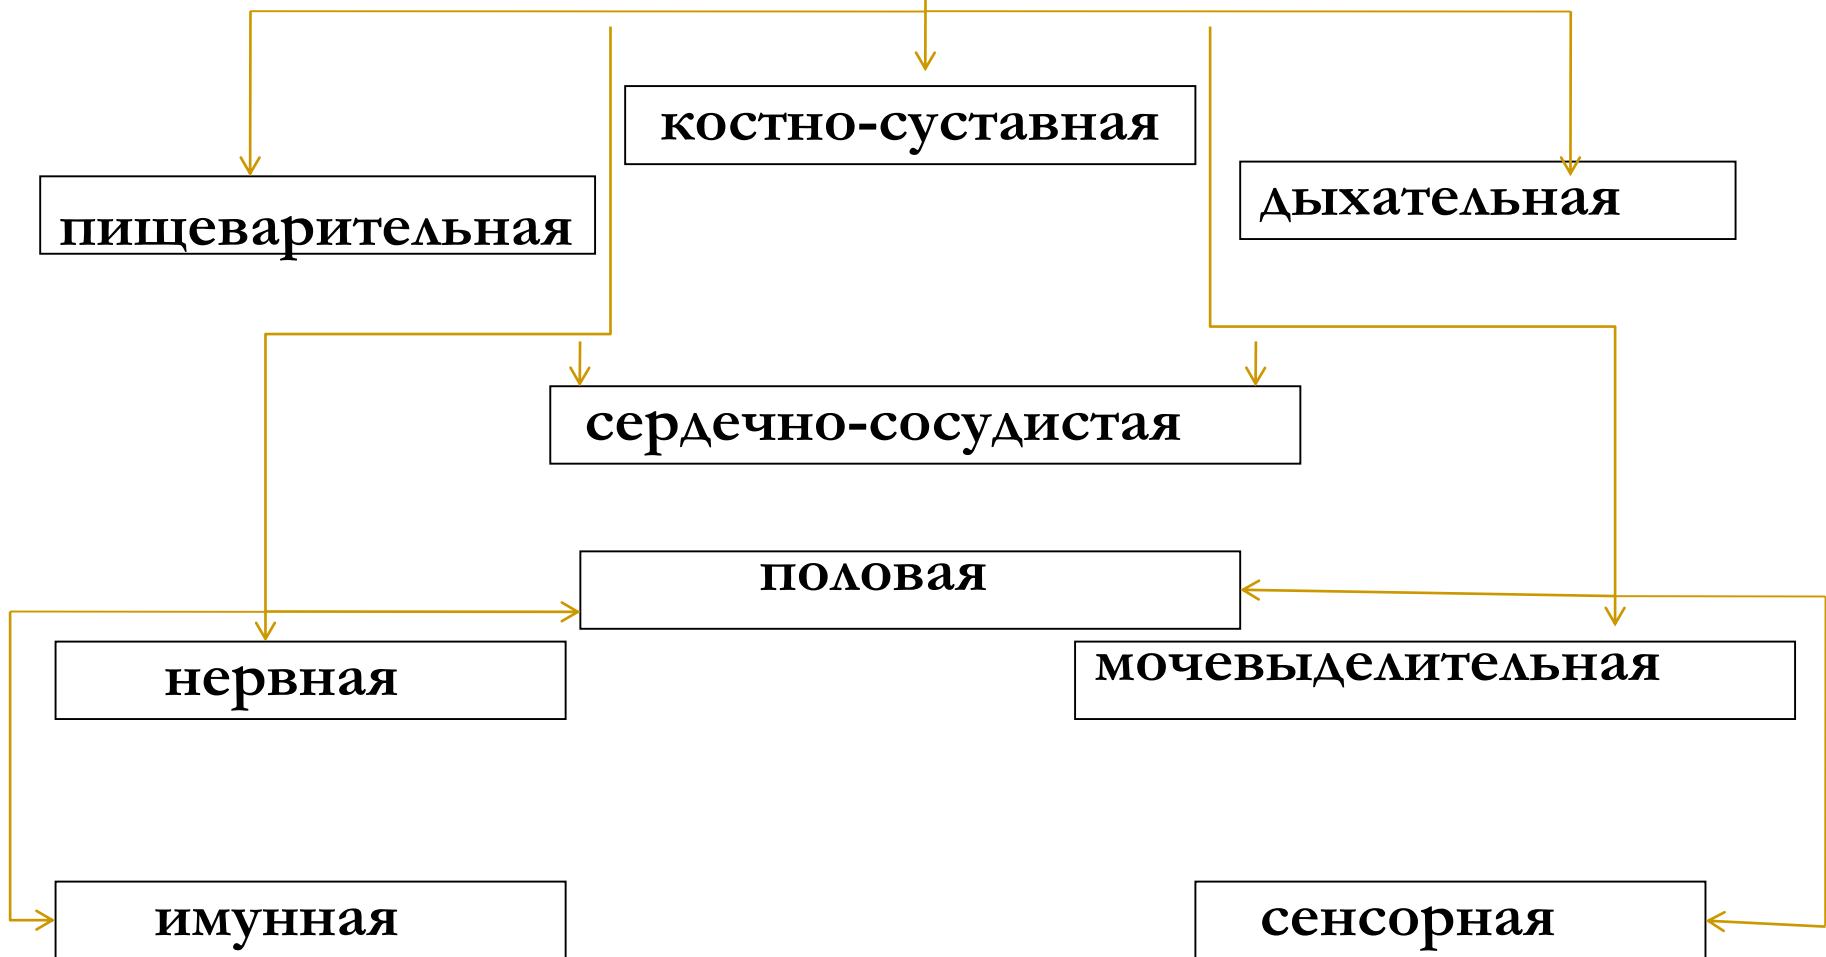 костно-суставная
пищеварительная
дыхательная
сердечно-сосудистая
половая
нервная
мочевыделительная
имунная
сенсорная